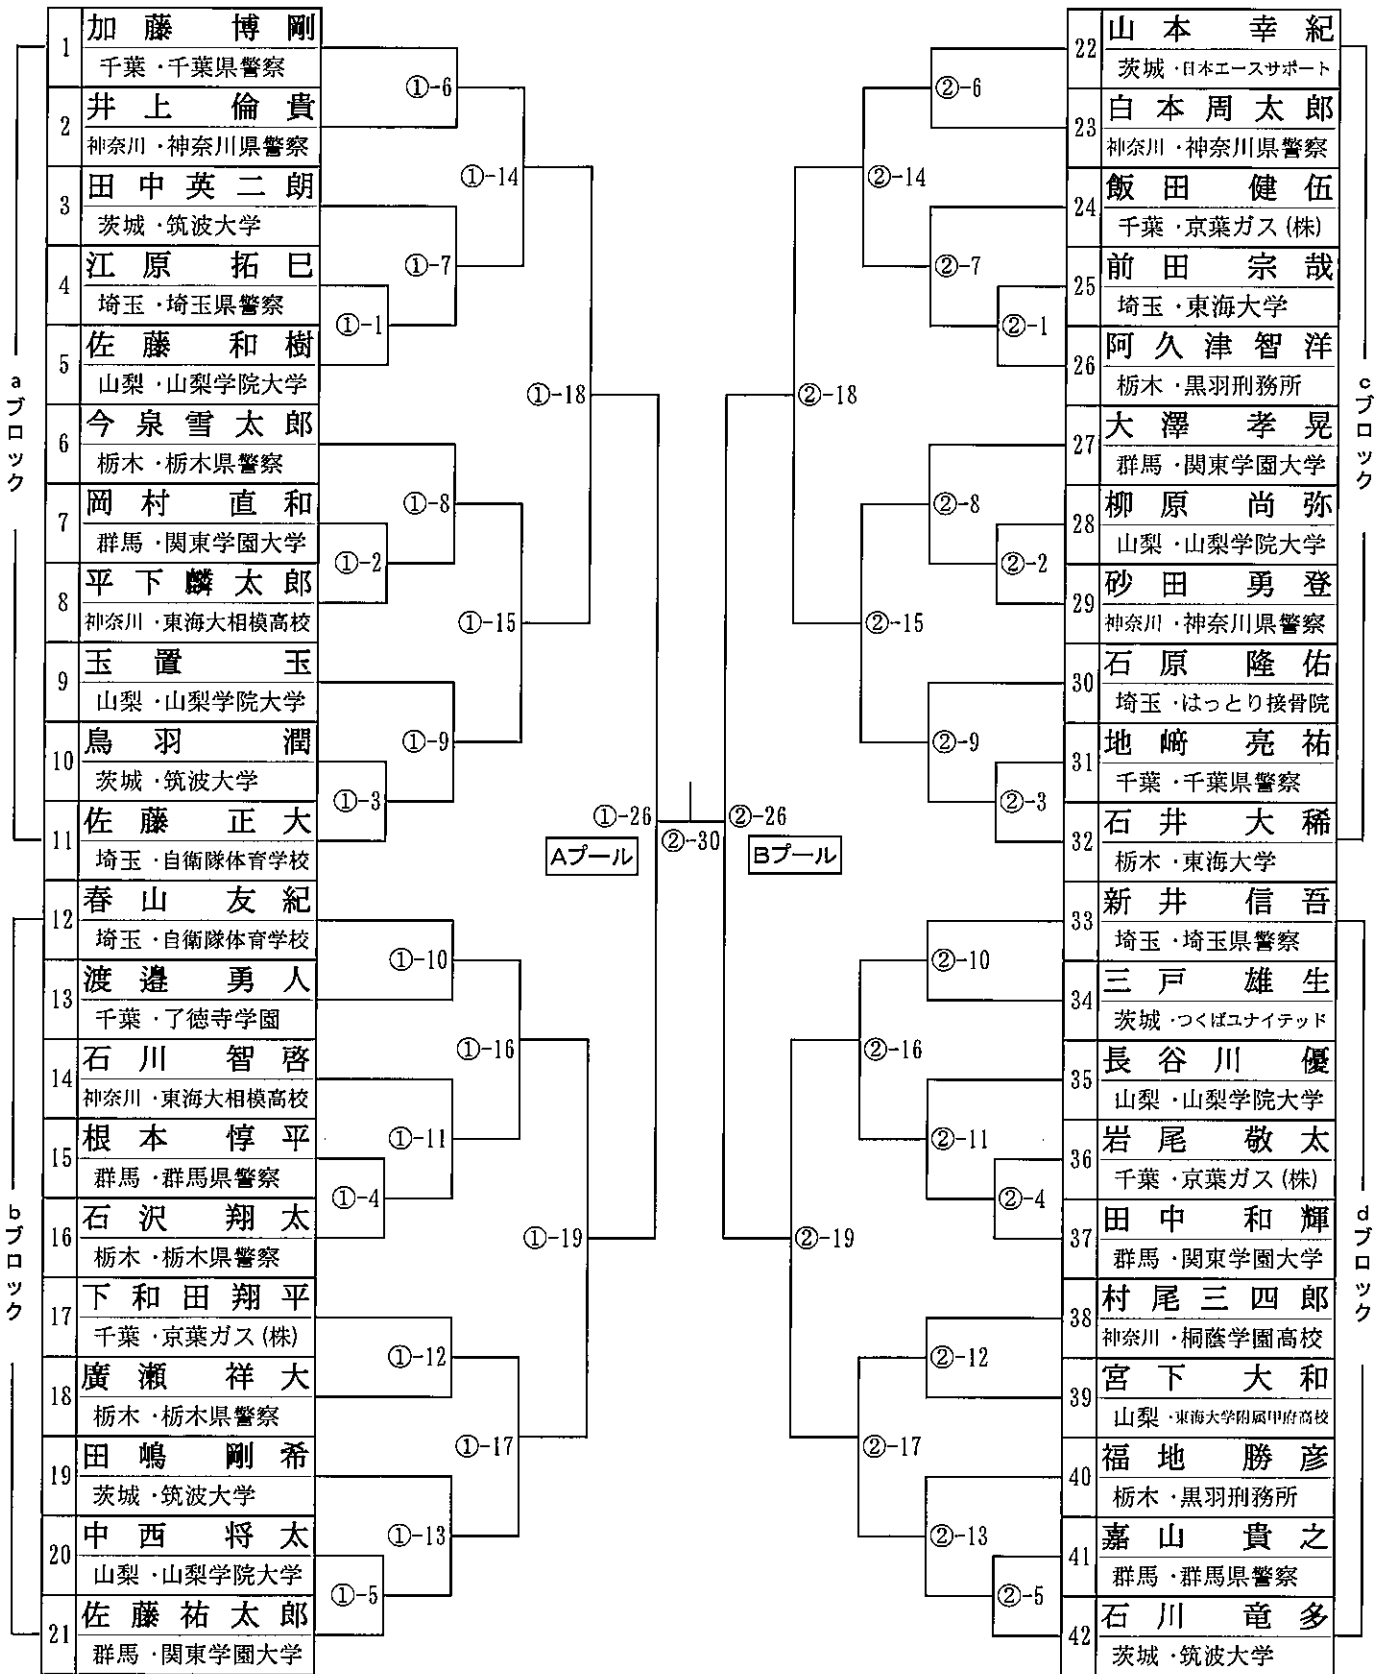 aブロック
1
加藤博剛
千葉・千葉県警察
①-6
2
井上倫貴
神奈川・神奈川県警察
①-14
3
田中英二朗
茨城・筑波大学
①-7
4
江原拓巳
埼玉・埼玉県警察
①-1
5
佐藤和樹
山梨・山梨学院大学
①-18
6
今泉雪太郎
栃木・栃木県警察
①-8
7
岡村直和
群馬・関東学園大学
①-2
8
平下麟太郎
神奈川・東海大相模高校
①-15
9
玉置玉
山梨・山梨学院大学
①-9
10
鳥羽潤
茨城・筑波大学
①-3
11
佐藤正大
埼玉・自衛隊体育学校
①-26
Aプール
bブロック
12
春山友紀
埼玉・自衛隊体育学校
①-10
13
渡邉勇人
千葉・了徳寺学園
①-16
14
石川智啓
神奈川・東海大相模高校
①-11
15
根本惇平
群馬・群馬県警察
①-4
16
石沢翔太
栃木・栃木県警察
①-19
17
下和田翔平
千葉・京葉ガス(株)
①-12
18
廣瀬祥大
栃木・栃木県警察
①-17
19
田嶋剛希
茨城・筑波大学
①-13
20
中西将太
山梨・山梨学院大学
①-5
21
佐藤祐太郎
群馬・関東学園大学
②-30
cブロック
22
山本幸紀
茨城・日本エースサポート
②-6
23
白本周太郎
神奈川・神奈川県警察
②-14
24
飯田健伍
千葉・京葉ガス(株)
②-7
25
前田宗哉
埼玉・東海大学
②-1
26
阿久津智洋
栃木・黒羽刑務所
②-18
27
大澤孝晃
群馬・関東学園大学
②-8
28
柳原尚弥
山梨・山梨学院大学
②-2
29
砂田勇登
神奈川・神奈川県警察
②-15
30
石原隆佑
埼玉・はっとり接骨院
②-9
31
地﨑亮祐
千葉・千葉県警察
②-3
32
石井大稀
栃木・東海大学
②-26
Bプール
dブロック
33
新井信吾
埼玉・埼玉県警察
②-10
34
三戸雄生
茨城・つくばユナイテッド
②-16
35
長谷川優
山梨・山梨学院大学
②-11
36
岩尾敬太
千葉・京葉ガス(株)
②-4
37
田中和輝
群馬・関東学園大学
②-19
38
村尾三四郎
神奈川・桐蔭学園高校
②-12
39
宮下大和
山梨・東海大学附属甲府高校
②-17
40
福地勝彦
栃木・黒羽刑務所
②-13
41
嘉山貴之
群馬・群馬県警察
②-5
42
石川竜多
茨城・筑波大学